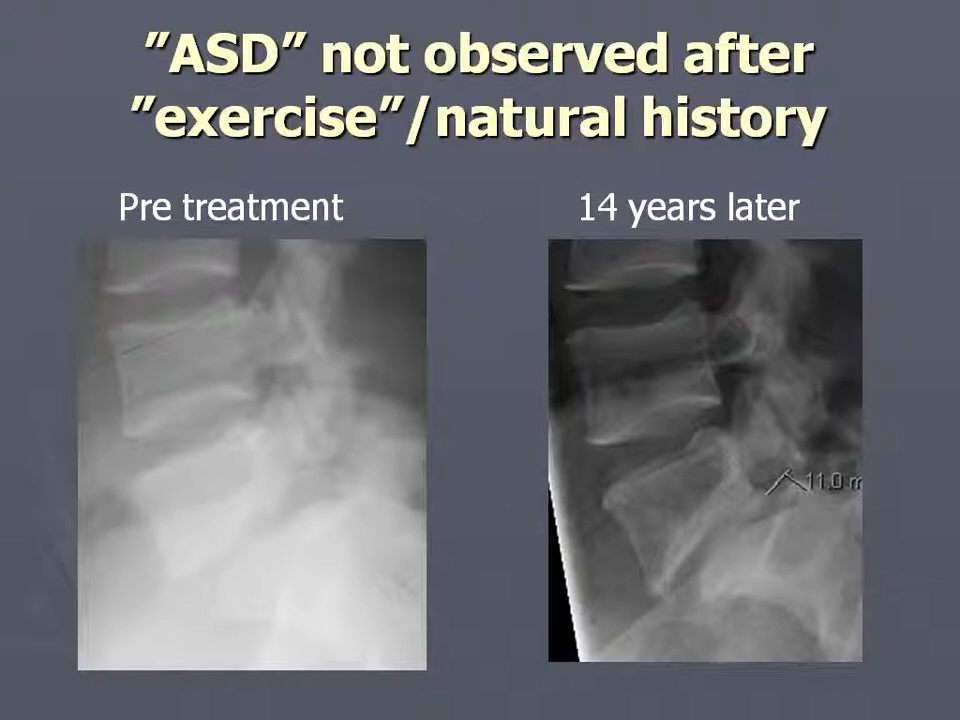 ”ASD” not observed after
”exercise”/natural history
Pre treatment
14 years later
11.0 m